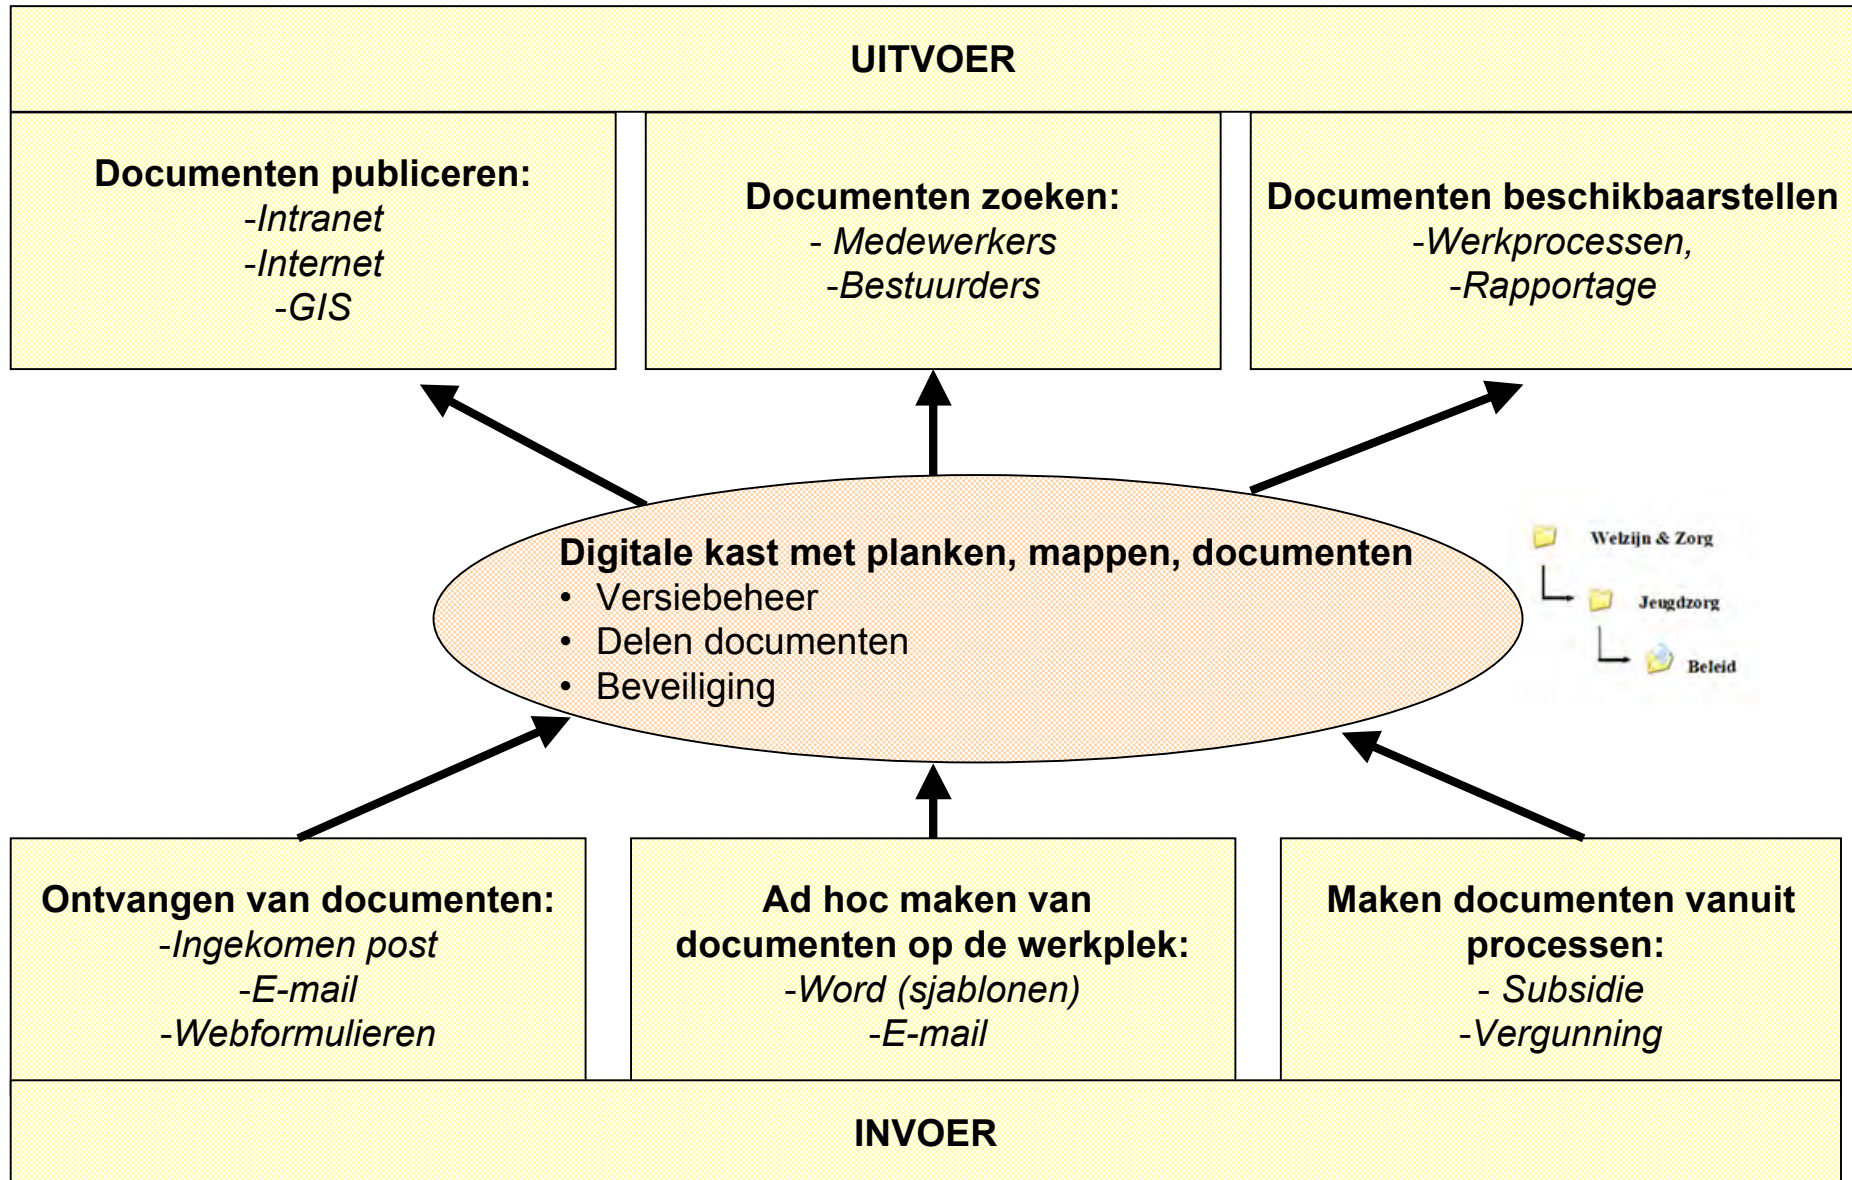 UITVOER
Documenten publiceren:
-Intranet
-Internet
-GIS
Documenten zoeken:
- Medewerkers
-Bestuurders
Documenten beschikbaarstellen
-Werkprocessen,
-Rapportage
Digitale kast met planken, mappen, documenten
• Versiebeheer
• Delen documenten
• Beveiliging
Welzijn & Zorg
Jeugdzorg
Beleid
Ontvangen van documenten:
-Ingekomen post
-E-mail
-Webformulieren
Ad hoc maken van
documenten op de werkplek:
-Word (sjablonen)
-E-mail
Maken documenten vanuit
processen:
- Subsidie
-Vergunning
INVOER